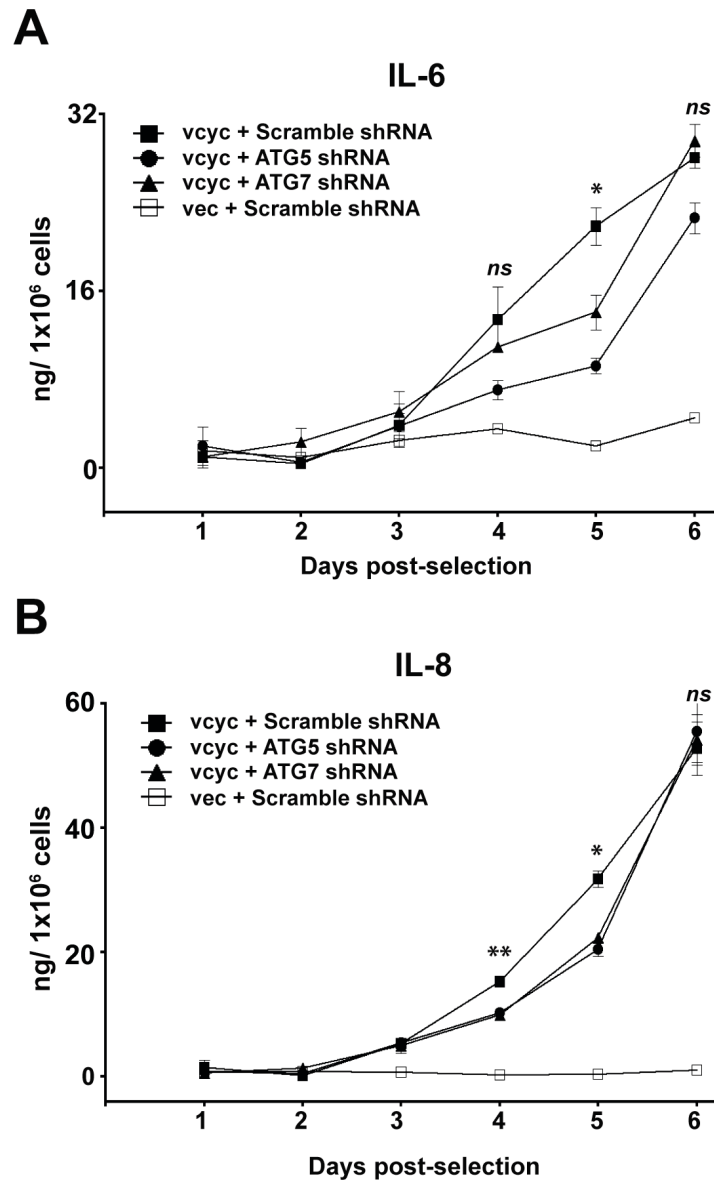 A
IL-6
32
16
0
ng/ 1x10⁶ cells
vcyc + Scramble shRNA
vcyc + ATG5 shRNA
vcyc + ATG7 shRNA
vec + Scramble shRNA
ns
*
ns
1 2 3 4 5 6
Days post-selection
B
IL-8
60
40
20
0
ng/ 1x10⁶ cells
vcyc + Scramble shRNA
vcyc + ATG5 shRNA
vcyc + ATG7 shRNA
vec + Scramble shRNA
**
*
ns
1 2 3 4 5 6
Days post-selection